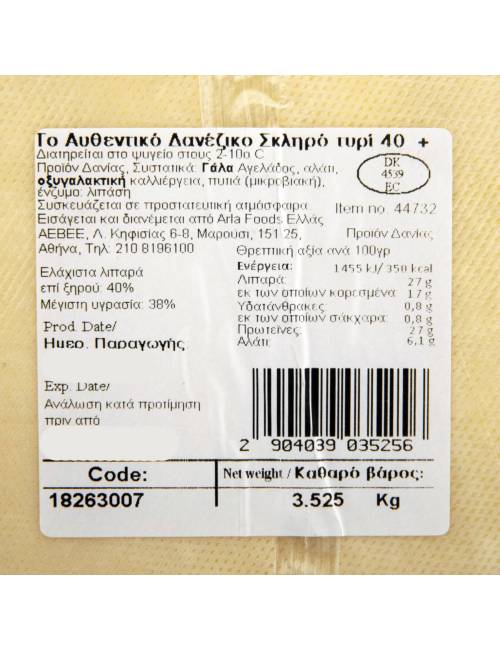 Το Αυθεντικό Δανέζικο Σκληρό τυρί 40 +
Διατηρείται στο ψυγείο στους 2-10ο C
Προϊόν Δανίας, Συστατικά: Γάλα Αγελάδος, αλάτι,
οξυγαλακτική καλλιέργεια, πυτιά (μικροβιακή),
ένζυμο: λιπάση
DK
4539
EC
Συσκευάζεται σε προστατευτική ατμόσφαιρα
Εισάγεται και διανέμεται από Arla Foods Ελλάς
Item no. 44732
ΑΕΒΕΕ, Λ. Κηφισίας 6-8, Μαρούσι, 151 25,
Προϊόν Δανίας
Αθήνα, Τηλ: 210 8196100
Θρεπτική αξία ανά 100γρ
Ενέργεια: 1455 kJ/ 350 kcal
Λιπαρά: 27 g
εκ των οποίων κορεσμένα 17 g
Υδατάνθρακες 0,8 g
εκ των οποίων σάκχαρα: 0,8 g
Πρωτεΐνες: 27 g
Αλάτι: 6,1 g
Ελάχιστα λιπαρά
επί ξηρού: 40%
Μέγιστη υγρασία: 38%
Prod. Date/
Ημερ. Παραγωγής
Exp. Date/
Ανάλωση κατά προτίμηση
πριν από
2 904039 035256
Code: Net weight / Καθαρό βάρος:
18263007 3.525 Kg